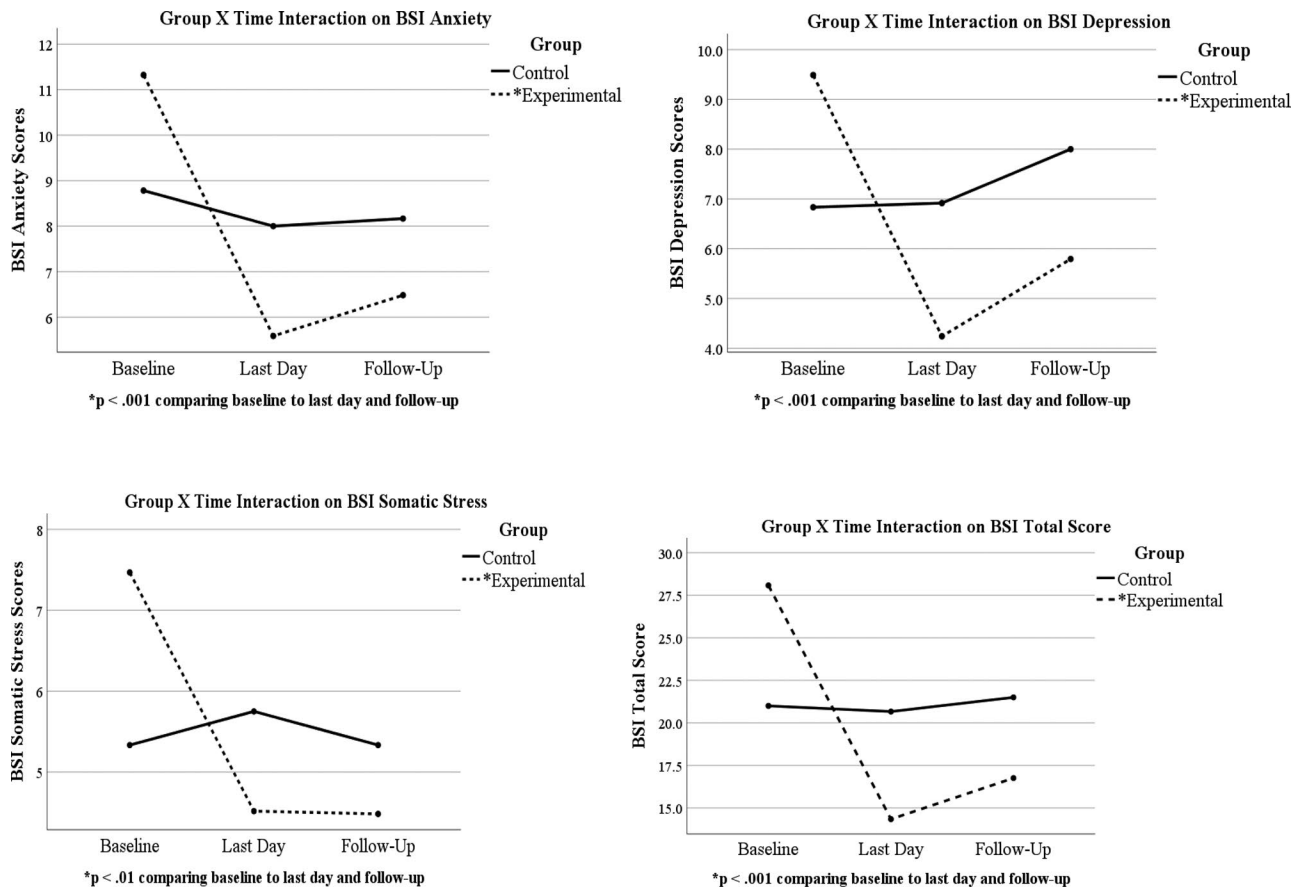 Group X Time Interaction on BSI Anxiety
12
11
10
9
8
7
6
BSI Anxiety Scores
Baseline
Last Day
Follow-Up
Group
Control
*Experimental
*p < .001 comparing baseline to last day and follow-up
Group X Time Interaction on BSI Depression
10.0
9.0
8.0
7.0
6.0
5.0
4.0
BSI Depression Scores
Baseline
Last Day
Follow-Up
Group
Control
*Experimental
*p < .001 comparing baseline to last day and follow-up
Group X Time Interaction on BSI Somatic Stress
8
7
6
5
BSI Somatic Stress Scores
Baseline
Last Day
Follow-Up
Group
Control
*Experimental
*p < .01 comparing baseline to last day and follow-up
Group X Time Interaction on BSI Total Score
30.0
27.5
25.0
22.5
20.0
17.5
15.0
BSI Total Score
Baseline
Last Day
Follow-Up
Group
Control
*Experimental
*p < .001 comparing baseline to last day and follow-up